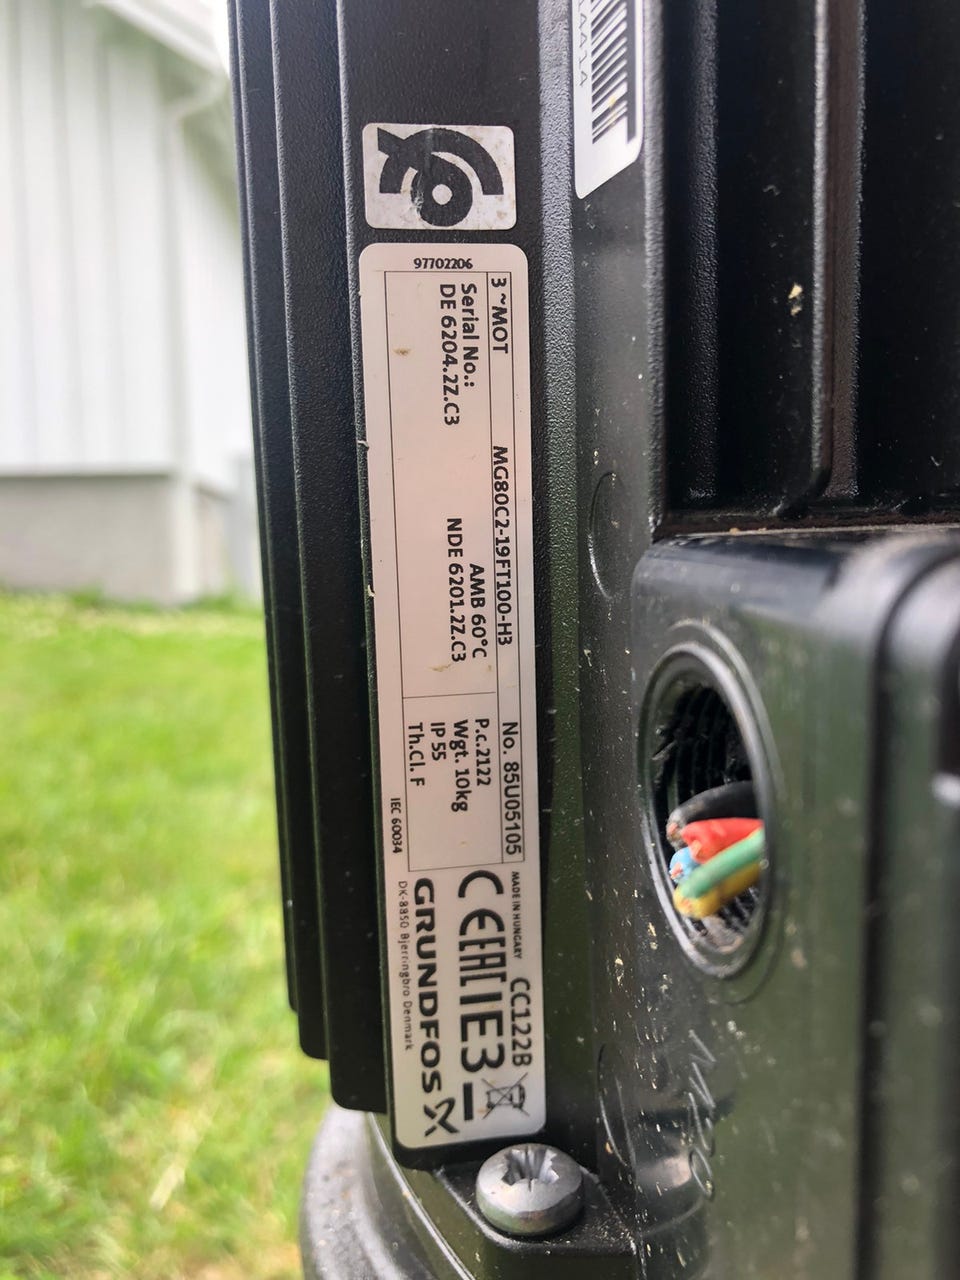 97702206
3 ~MOT MG80C2-19FT100-H3 No. 85U05105
Serial No.: AMB 60°C
DE 6204.2Z.C3 NDE 6201.2Z.C3
P.c.2122
Wgt. 10kg
IP 55
Th.Cl. F
IEC 60034
MADE IN HUNGARY CC122B
CE EAC IE3
GRUNDFOS
DK-8850 Bjerringbro Denmark